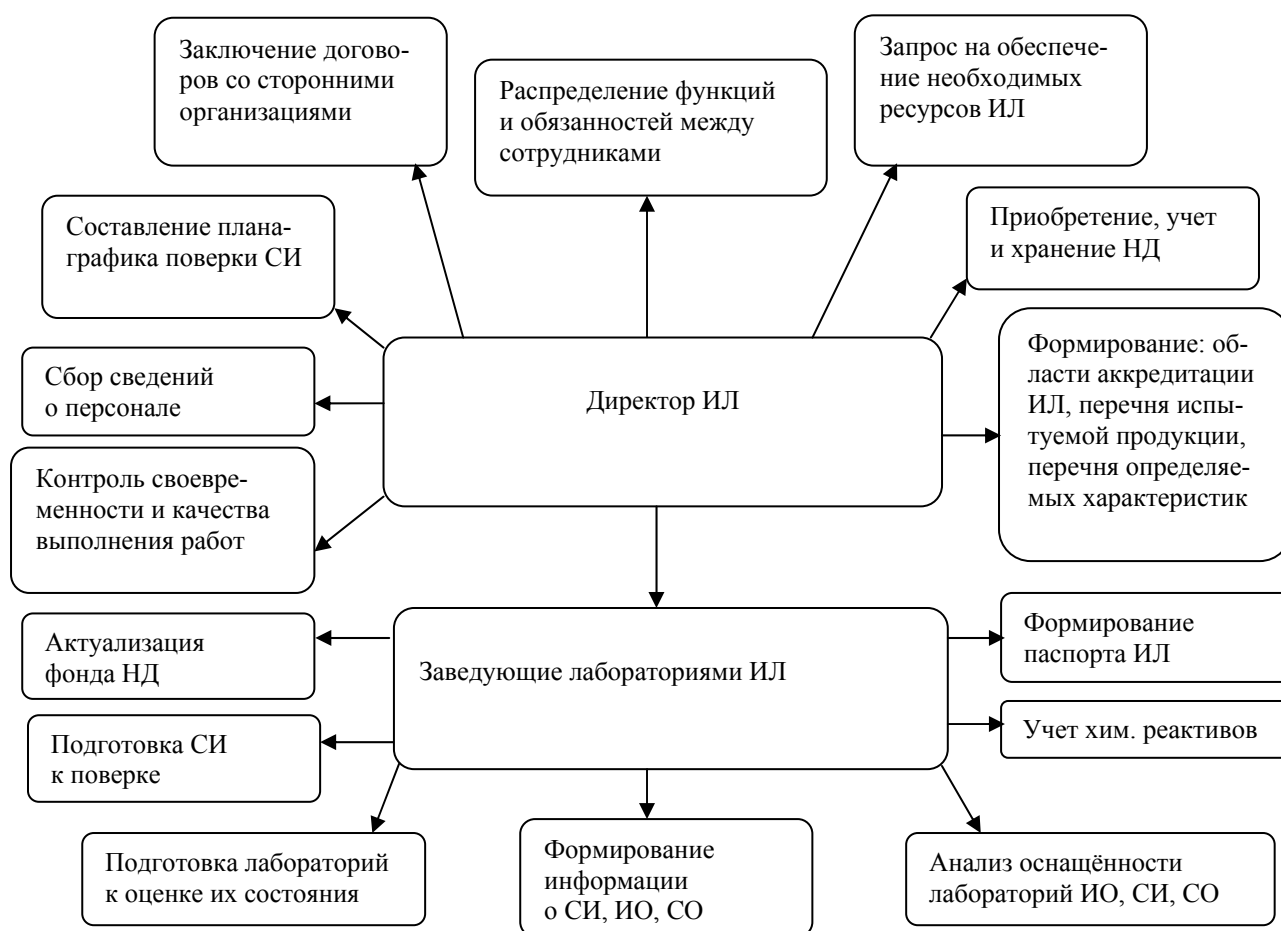 Заключение догово-
ров со сторонними
организациями
Распределение функций
и обязанностей между
сотрудниками
Запрос на обеспече-
ние необходимых
ресурсов ИЛ
Составление плана-
графика поверки СИ
Приобретение, учет
и хранение НД
Сбор сведений
о персонале
Директор ИЛ
Формирование: об-
ласти аккредитации
ИЛ, перечня испы-
туемой продукции,
перечня определяе-
мых характеристик
Контроль своевре-
менности и качества
выполнения работ
Актуализация
фонда НД
Заведующие лабораториями ИЛ
Формирование
паспорта ИЛ
Подготовка СИ
к поверке
Учет хим. реактивов
Подготовка лабораторий
к оценке их состояния
Формирование
информации
о СИ, ИО, СО
Анализ оснащённости
лабораторий ИО, СИ, СО